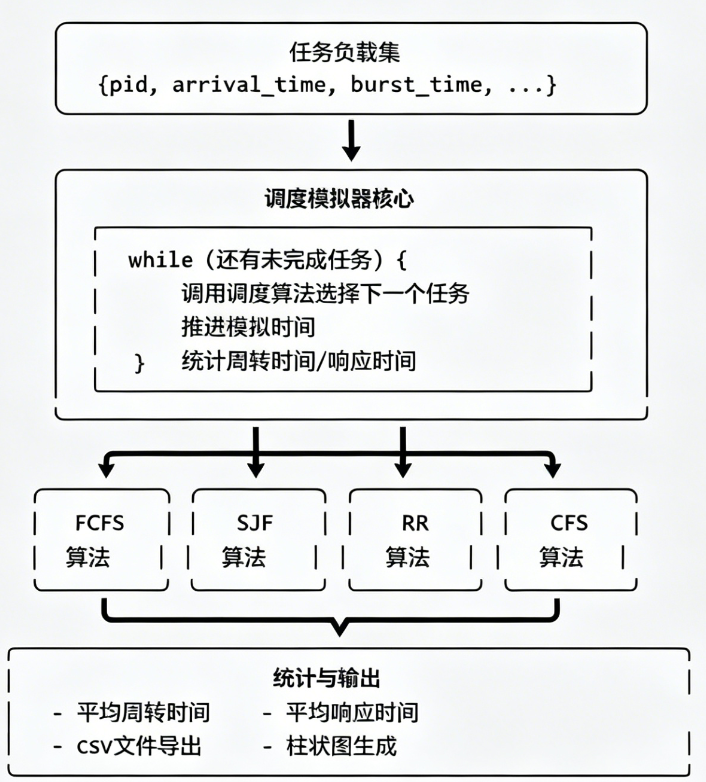 任务负载集
{pid, arrival_time, burst_time, ...}
调度模拟器核心
while (还有未完成任务) {
调用调度算法选择下一个任务
推进模拟时间
} 统计周转时间/响应时间
FCFS SJF RR CFS
算法 算法 算法 算法
统计与输出
- 平均周转时间 - 平均响应时间
- csv文件导出 - 柱状图生成